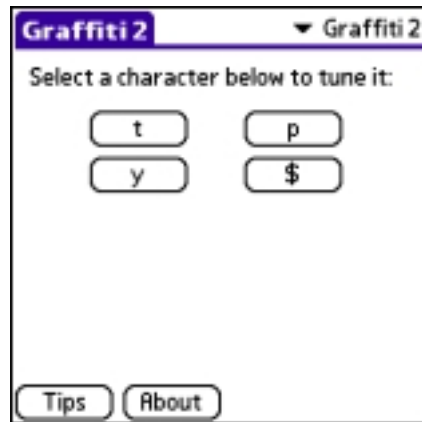 Graffiti 2 Graffiti 2
Select a character below to tune it:
t p
y $
Tips About